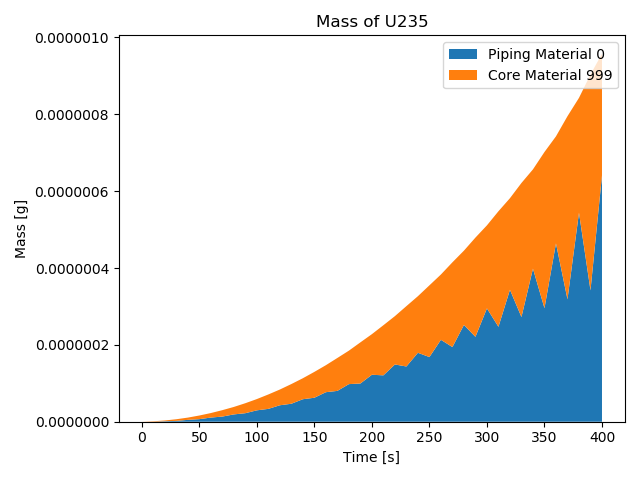 Mass of U235
Piping Material 0
Core Material 999
0.0000010
0.0000008
0.0000006
0.0000004
0.0000002
0.0000000
Mass [g]
0 50 100 150 200 250 300 350 400
Time [s]